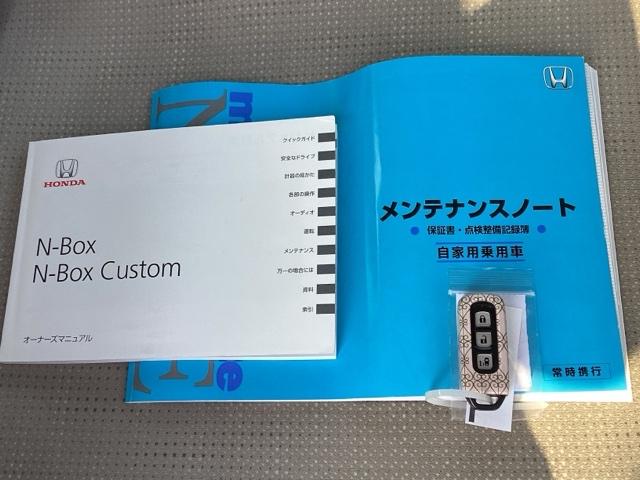 HONDA
N-Box
N-Box Custom
オーナーズマニュアル
クイックガイド
安全なドライブ
計器の見かた
各部の操作
オーディオ
運転
メンテナンス
万一の場合には
資料
索引
メンテナンスノート
● 保証書・点検整備記録簿 ●
自家用乗用車
常時携行